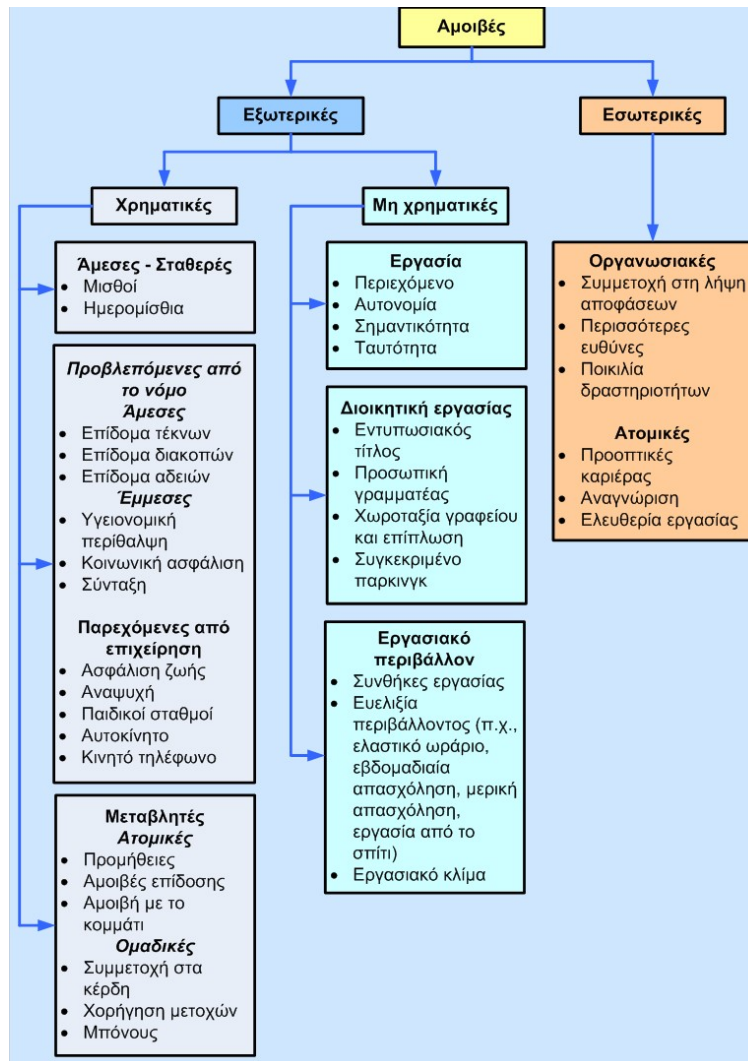 Αμοιβές
Εξωτερικές
Εσωτερικές
Χρηματικές
Μη χρηματικές
Άμεσες - Σταθερές
• Μισθοί
• Ημερομίσθια
Προβλεπόμενες από
το νόμο
Άμεσες
• Επίδομα τέκνων
• Επίδομα διακοπών
• Επίδομα αδειών
Έμμεσες
• Υγειονομική
περίθαλψη
• Κοινωνική ασφάλιση
• Σύνταξη
Παρεχόμενες από
επιχείρηση
• Ασφάλιση ζωής
• Αναψυχή
• Παιδικοί σταθμοί
• Αυτοκίνητο
• Κινητό τηλέφωνο
Μεταβλητές
Ατομικές
• Προμήθειες
• Αμοιβές επίδοσης
• Αμοιβή με το
κομμάτι
Ομαδικές
• Συμμετοχή στα
κέρδη
• Χορήγηση μετοχών
• Μπόνους
Εργασία
• Περιεχόμενο
• Αυτονομία
• Σημαντικότητα
• Ταυτότητα
Διοικητική εργασίας
• Εντυπωσιακός
τίτλος
• Προσωπική
γραμματέας
• Χωροταξία γραφείου
και επίπλωση
• Συγκεκριμένο
παρκινγκ
Εργασιακό
περιβάλλον
• Συνθήκες εργασίας
• Ευελιξία
περιβάλλοντος (π.χ.,
ελαστικό ωράριο,
εβδομαδιαία
απασχόληση, μερική
απασχόληση,
εργασία από το
σπίτι)
• Εργασιακό κλίμα
Οργανωσιακές
• Συμμετοχή στη λήψη
αποφάσεων
• Περισσότερες
ευθύνες
• Ποικιλία
δραστηριοτήτων
Ατομικές
• Προοπτικές
καριέρας
• Αναγνώριση
• Ελευθερία εργασίας